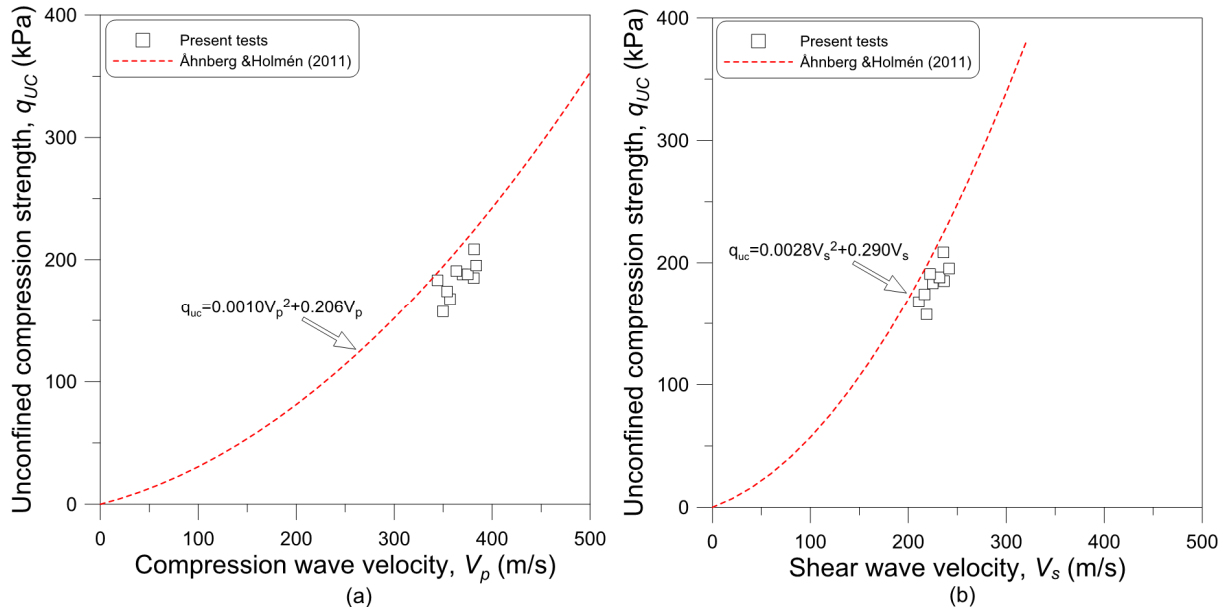 Unconfined compression strength, qUC (kPa)
400
300
200
100
0
Present tests
Åhnberg &Holmén (2011)
quc=0.0010Vp²+0.206Vp
0
100
200
300
400
500
Compression wave velocity, Vp (m/s)
(a)
Unconfined compression strength, qUC (kPa)
400
300
200
100
0
Present tests
Åhnberg &Holmén (2011)
quc=0.0028Vs²+0.290Vs
0
100
200
300
400
500
Shear wave velocity, Vs (m/s)
(b)